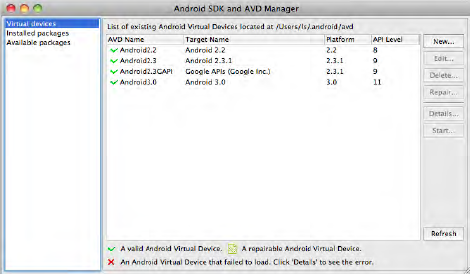 Android SDK and AVD Manager
Virtual devices
Installed packages
Available packages
List of existing Android Virtual Devices located at /Users/ls/.android/avd
AVD Name Target Name Platform API Level
Android2.2 Android 2.2 2.2 8
Android2.3 Android 2.3.1 2.3.1 9
Android2.3GAPI Google APIs (Google Inc.) 2.3.1 9
Android3.0 Android 3.0 3.0 11
New...
Edit...
Delete...
Repair...
Details...
Start...
Refresh
A valid Android Virtual Device. A repairable Android Virtual Device.
An Android Virtual Device that failed to load. Click 'Details' to see the error.